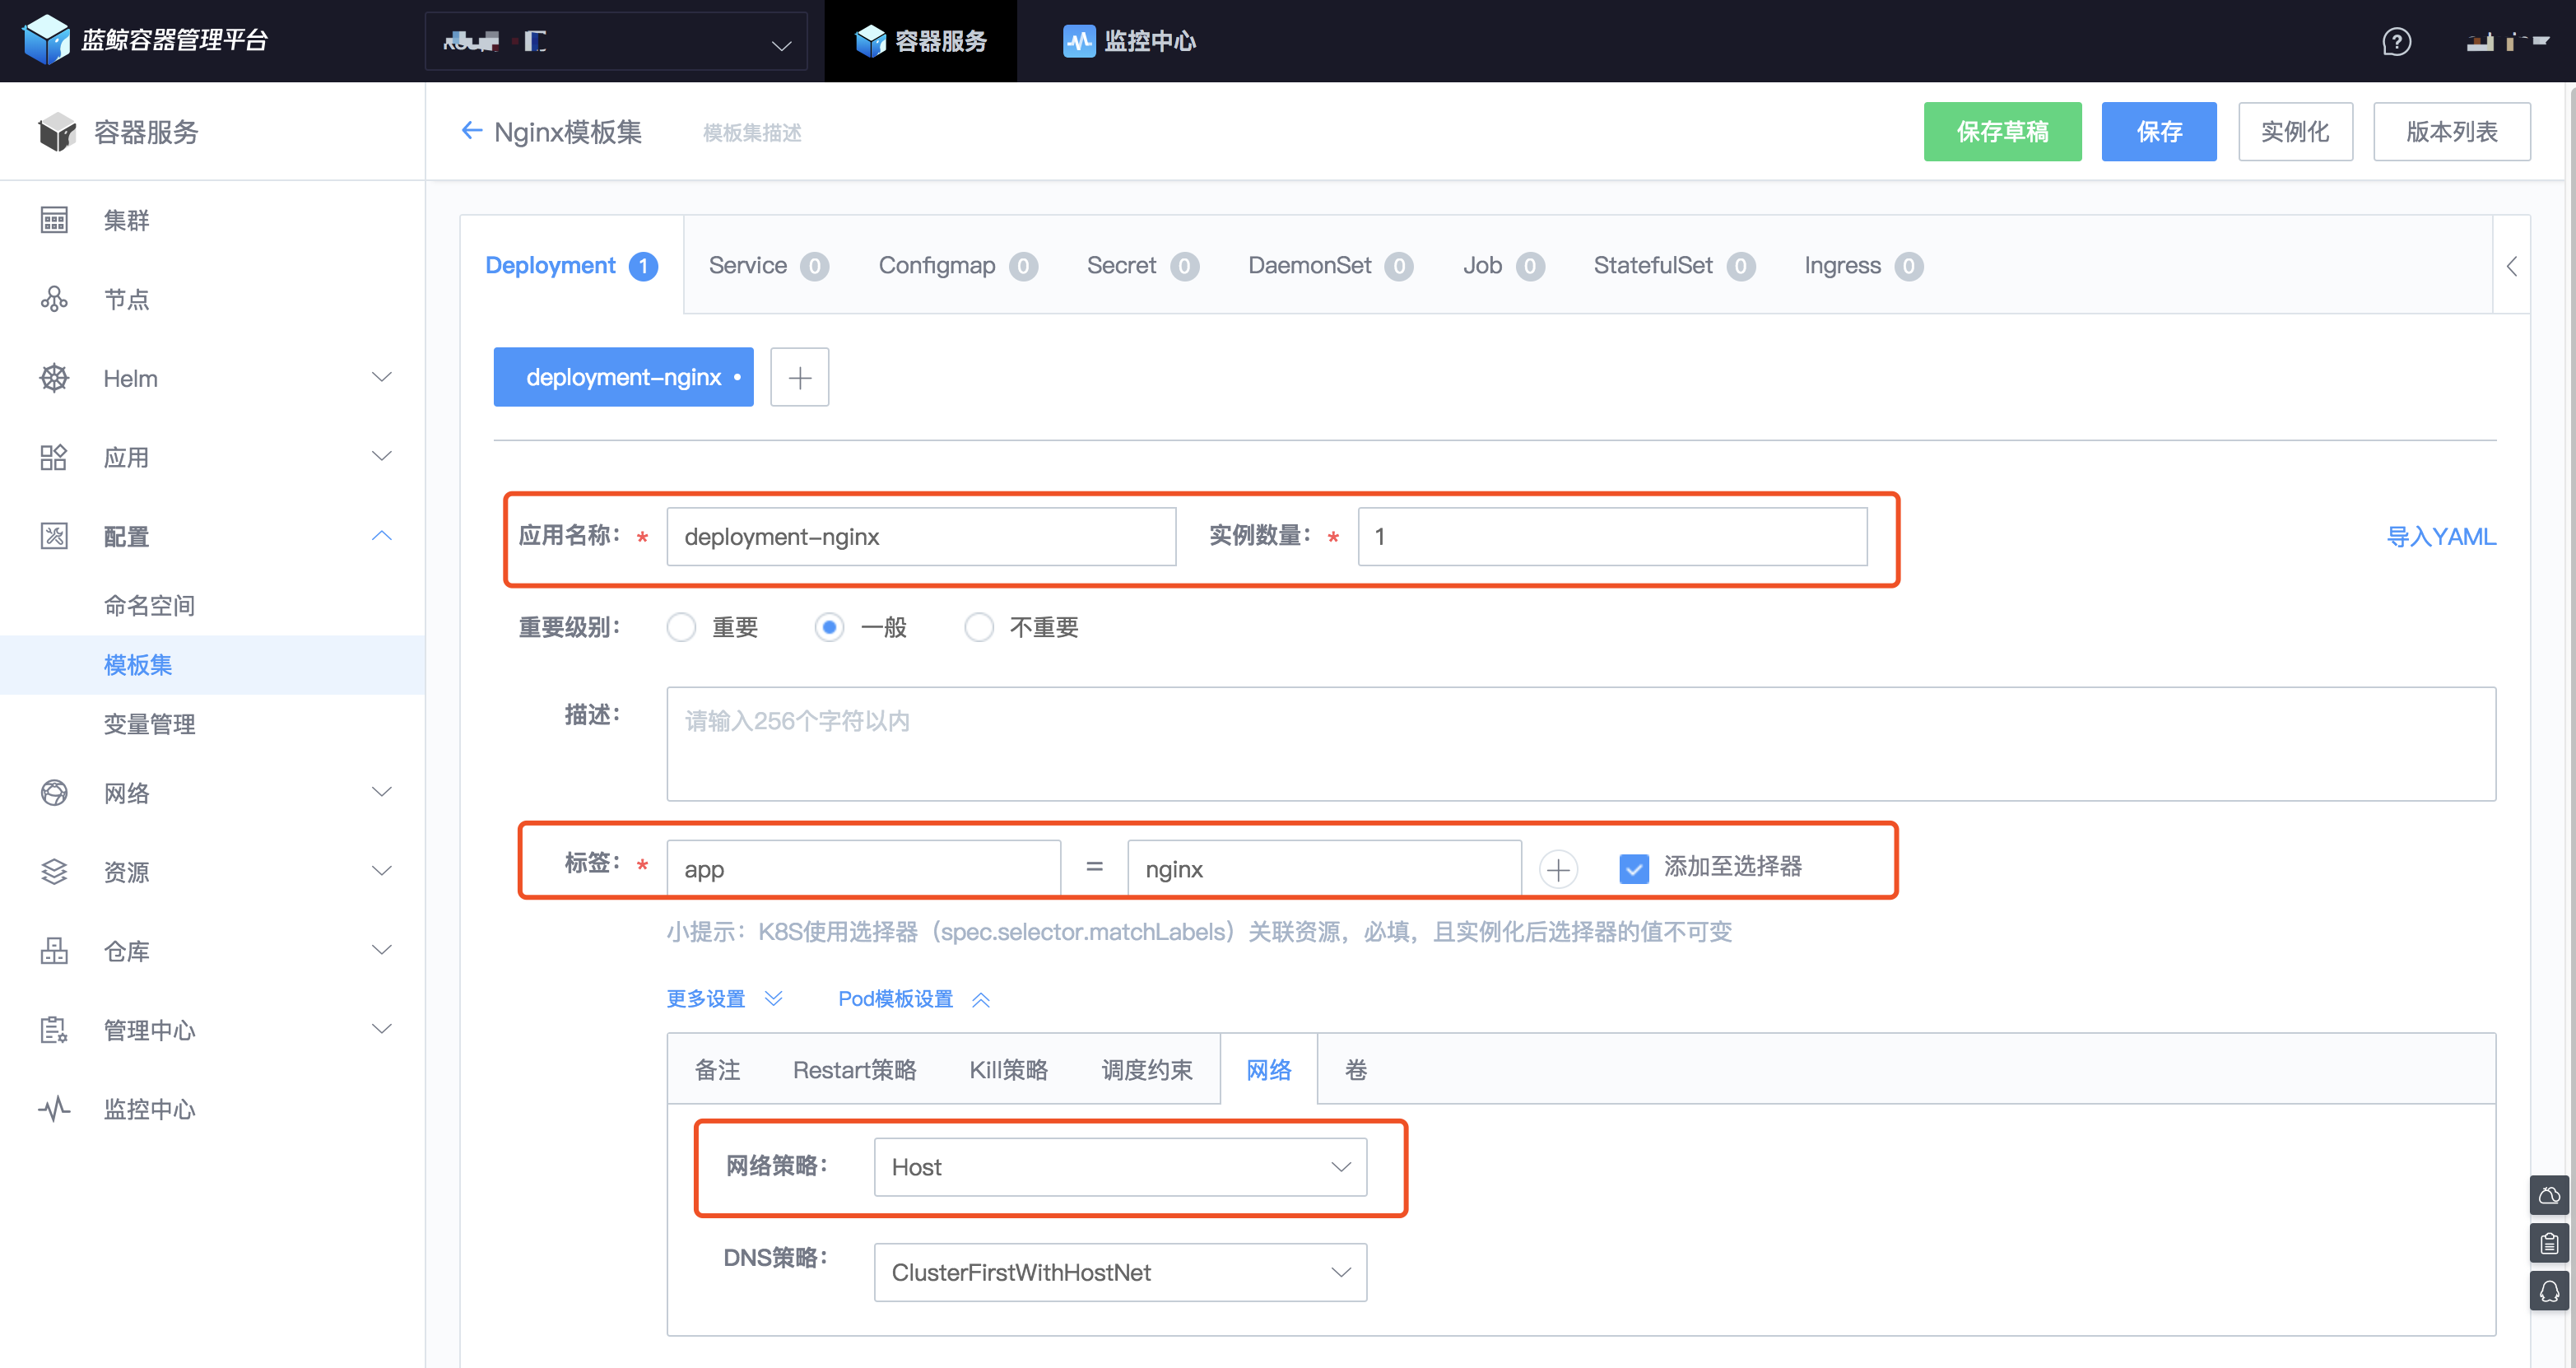 蓝鲸容器管理平台
容器服务
监控中心
容器服务
Nginx模板集
模板集描述
保存草稿
保存
实例化
版本列表
集群
节点
Helm
应用
配置
命名空间
模板集
变量管理
网络
资源
仓库
管理中心
监控中心
Deployment 1
Service 0
Configmap 0
Secret 0
DaemonSet 0
Job 0
StatefulSet 0
Ingress 0
deployment-nginx
应用名称： * deployment-nginx
实例数量： * 1
导入YAML
重要级别： 重要 一般 不重要
描述： 请输入256个字符以内
标签： * app = nginx 添加至选择器
小提示：K8S使用选择器（spec.selector.matchLabels）关联资源，必填，且实例化后选择器的值不可变
更多设置 Pod模板设置
备注 Restart策略 Kill策略 调度约束 网络 卷
网络策略： Host
DNS策略： ClusterFirstWithHostNet